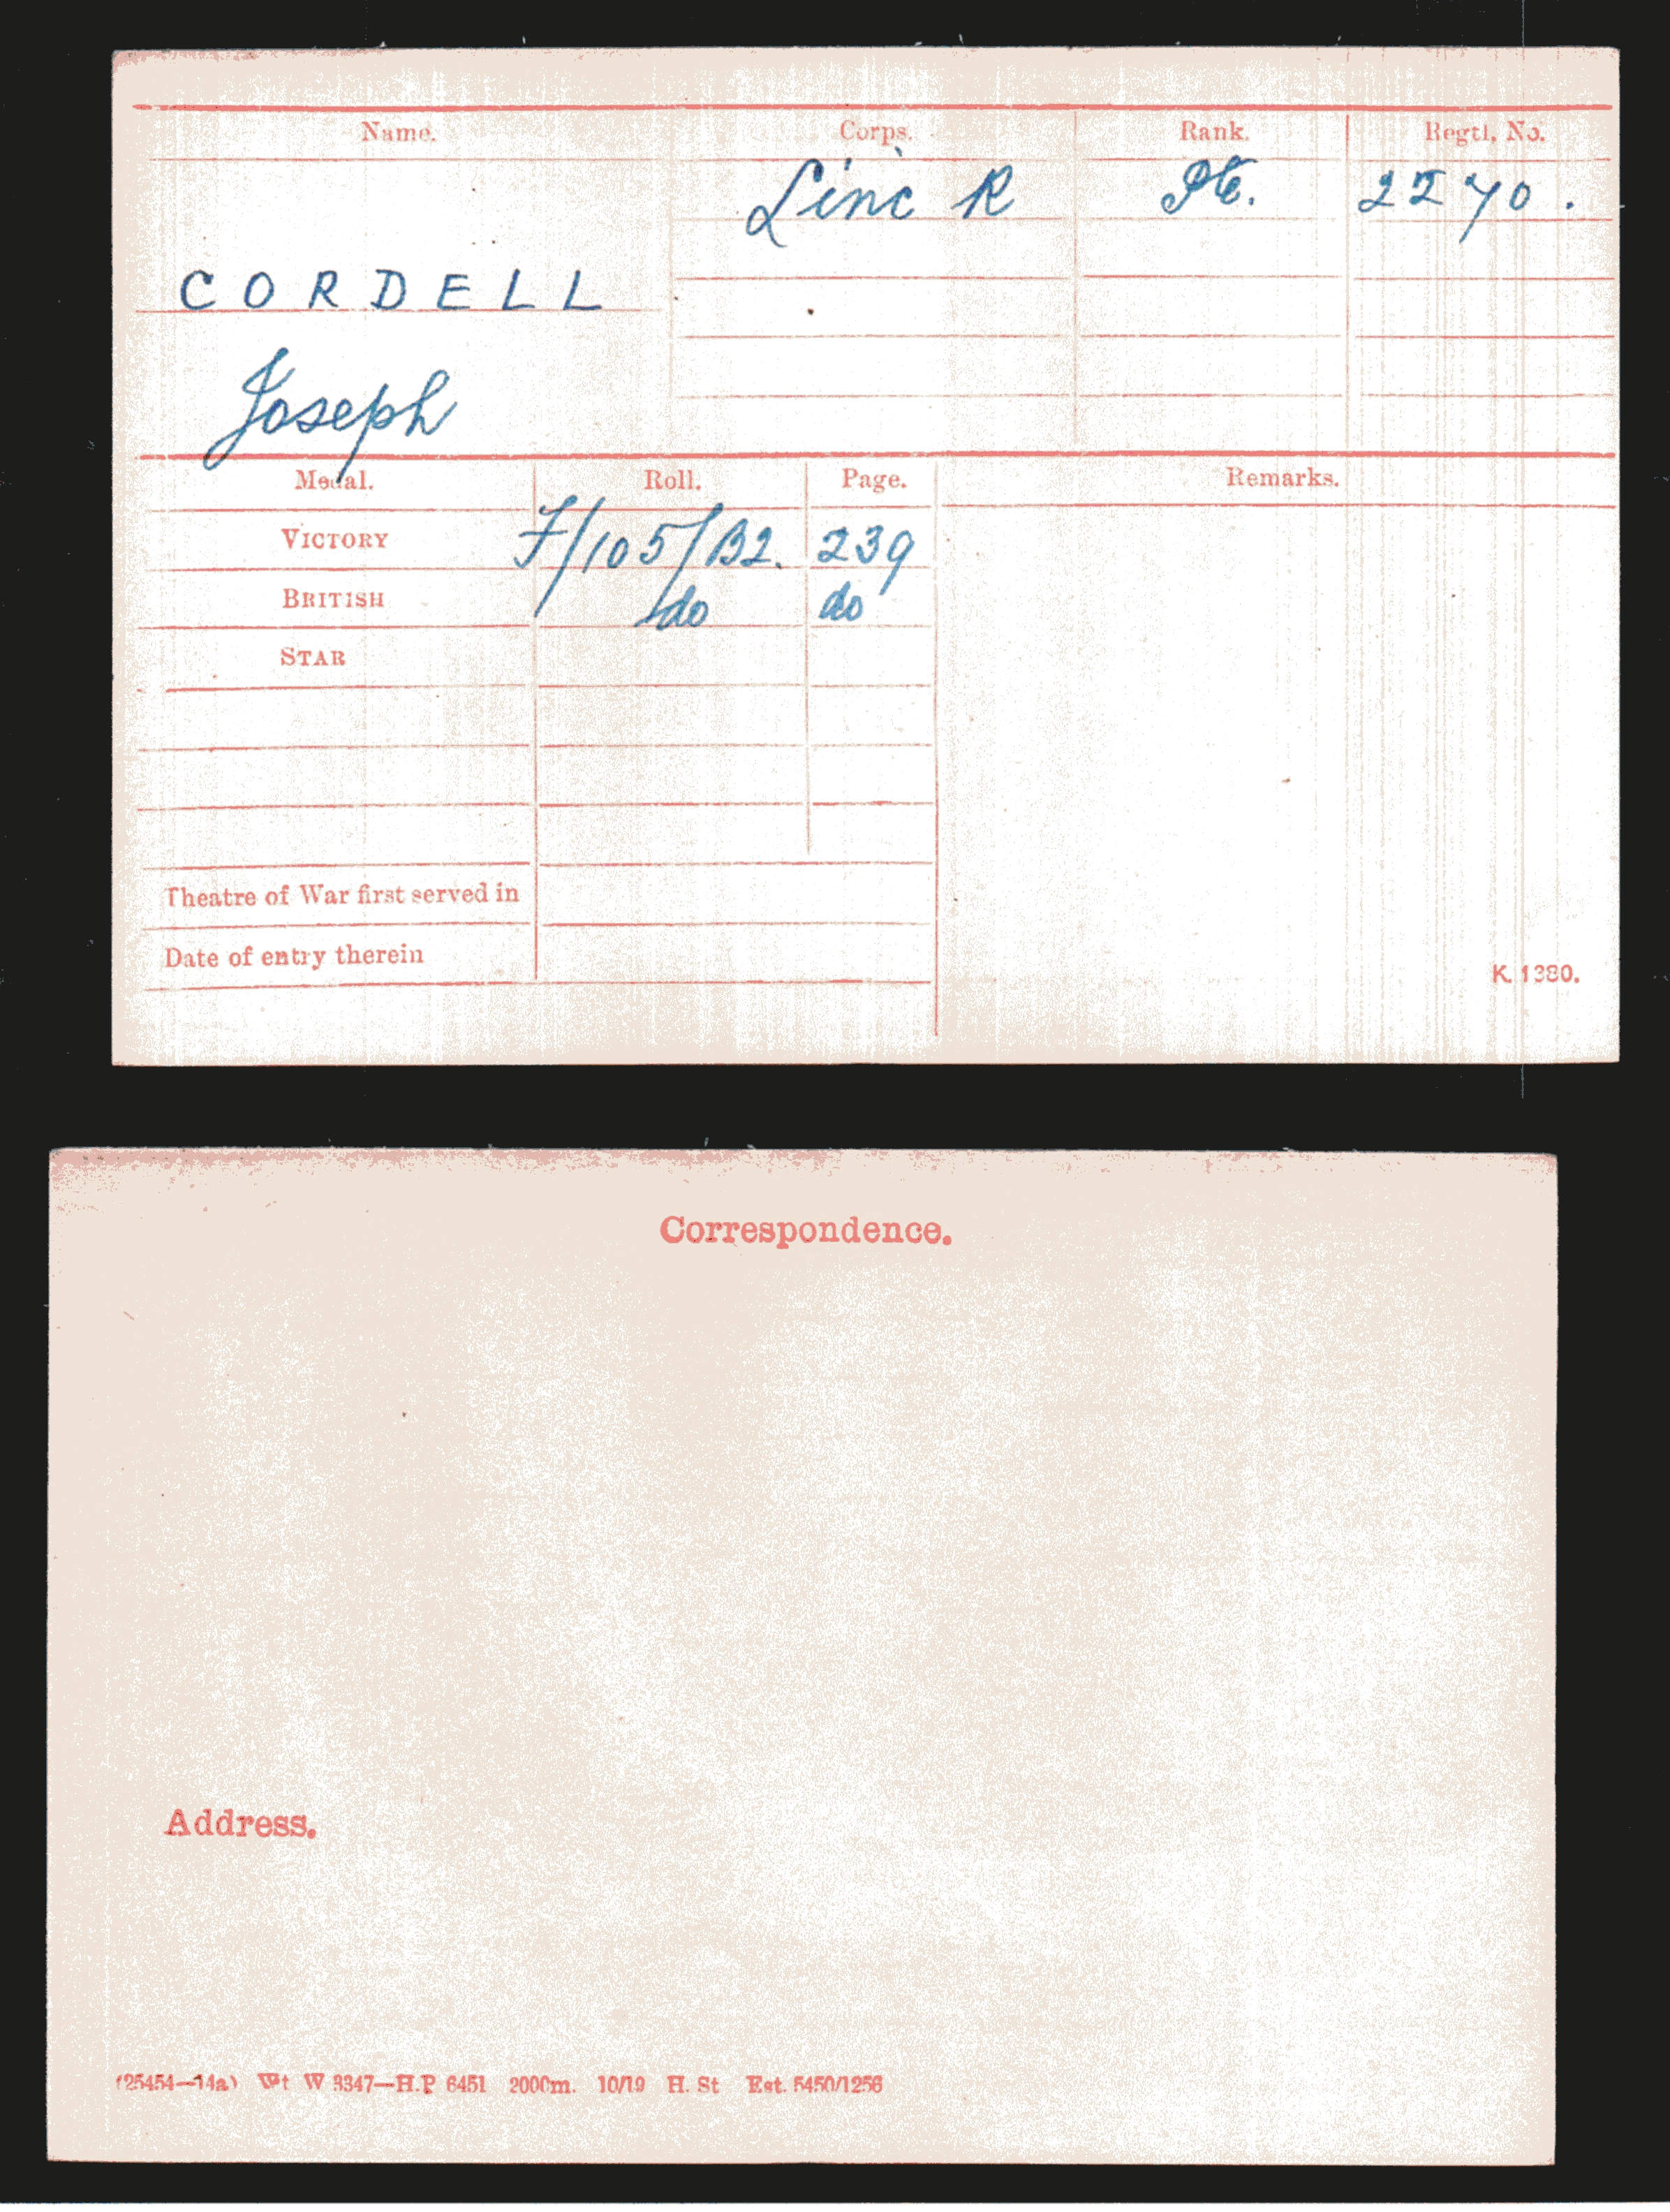 Name. Corps. Rank. Regtl. No.
Linc R Pte. 2270.
CORDELL
Joseph
Medal. Roll. Page. Remarks.
VICTORY F/105/B2. 239
BRITISH do do
STAR
Theatre of War first served in
Date of entry therein
K. 1380.
Correspondence.
Address.
(25454—14a) Wt W 3347—H.P 6451 2000m. 10/19 H. St Est. 5450/1256